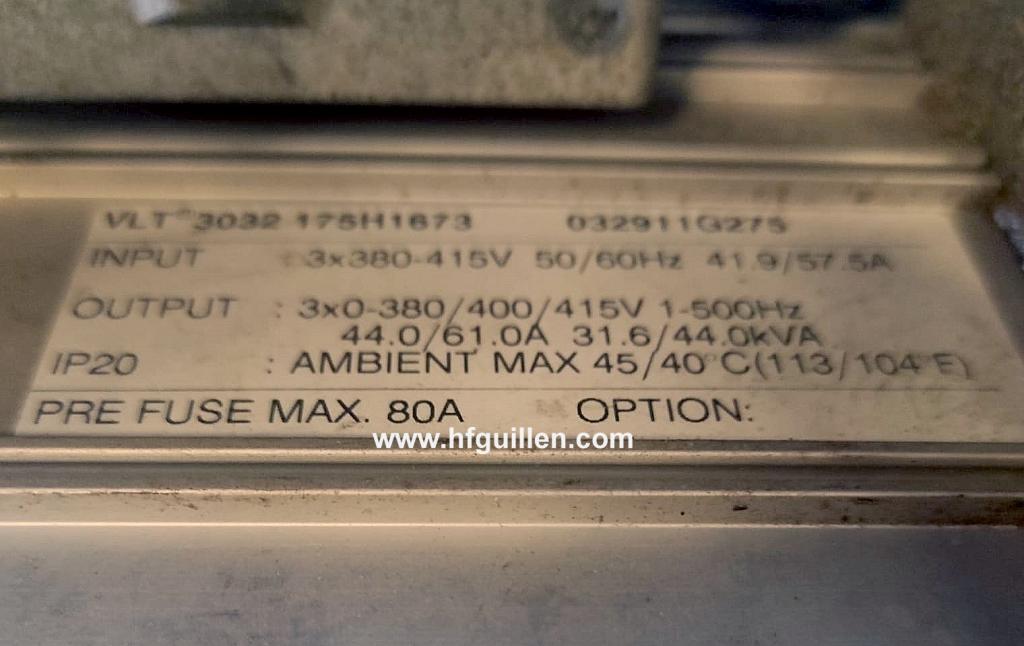 VLT® 3032 175H1673 032911G275
INPUT : 3x380-415V 50/60Hz 41.9/57.5A
OUTPUT : 3x0-380/400/415V 1-500Hz
44.0/61.0A 31.6/44.0kVA
IP20 : AMBIENT MAX 45/40°C(113/104°F)
PRE FUSE MAX. 80A OPTION:
www.hfguillen.com